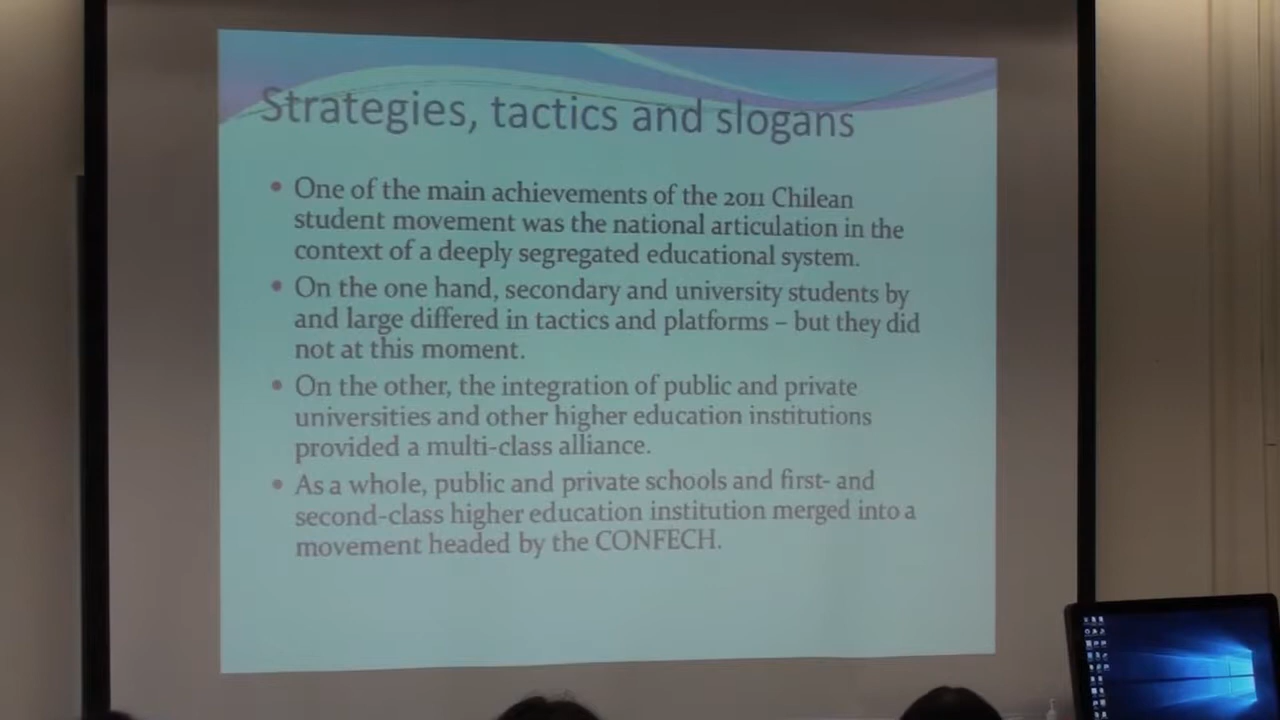 Strategies, tactics and slogans
• One of the main achievements of the 2011 Chilean
student movement was the national articulation in the
context of a deeply segregated educational system.
• On the one hand, secondary and university students by
and large differed in tactics and platforms – but they did
not at this moment.
• On the other, the integration of public and private
universities and other higher education institutions
provided a multi-class alliance.
• As a whole, public and private schools and first- and
second-class higher education institution merged into a
movement headed by the CONFECH.